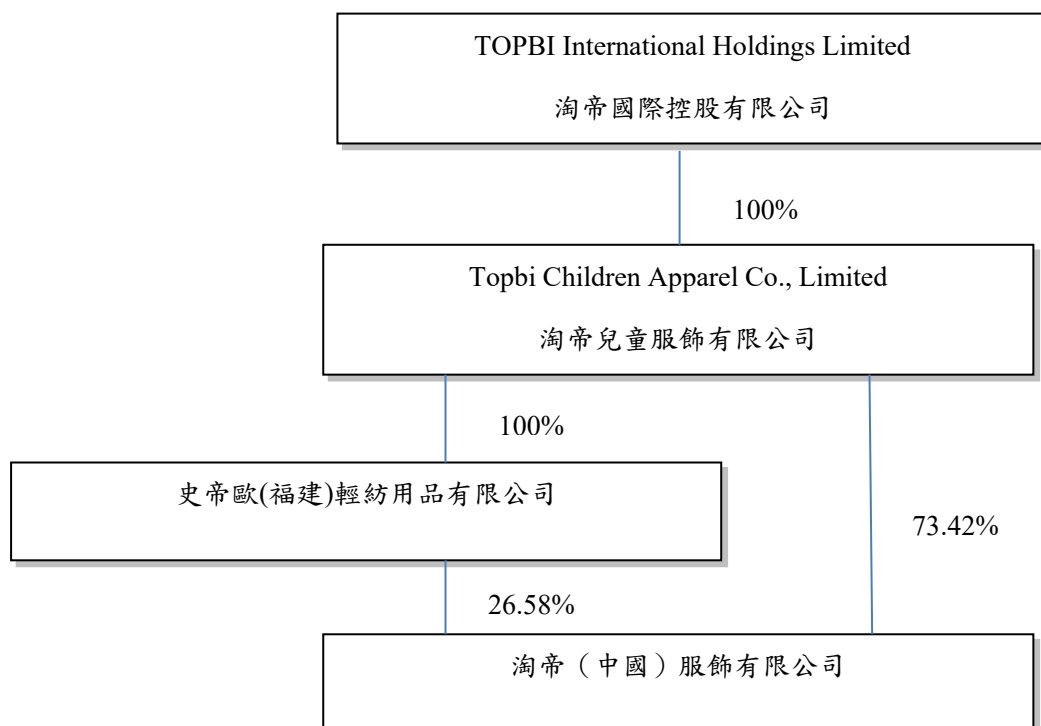 TOPBI International Holdings Limited
淘帝國際控股有限公司
100%
Topbi Children Apparel Co., Limited
淘帝兒童服飾有限公司
100%
史帝歐(福建)輕紡用品有限公司
73.42%
26.58%
淘帝（中國）服飾有限公司